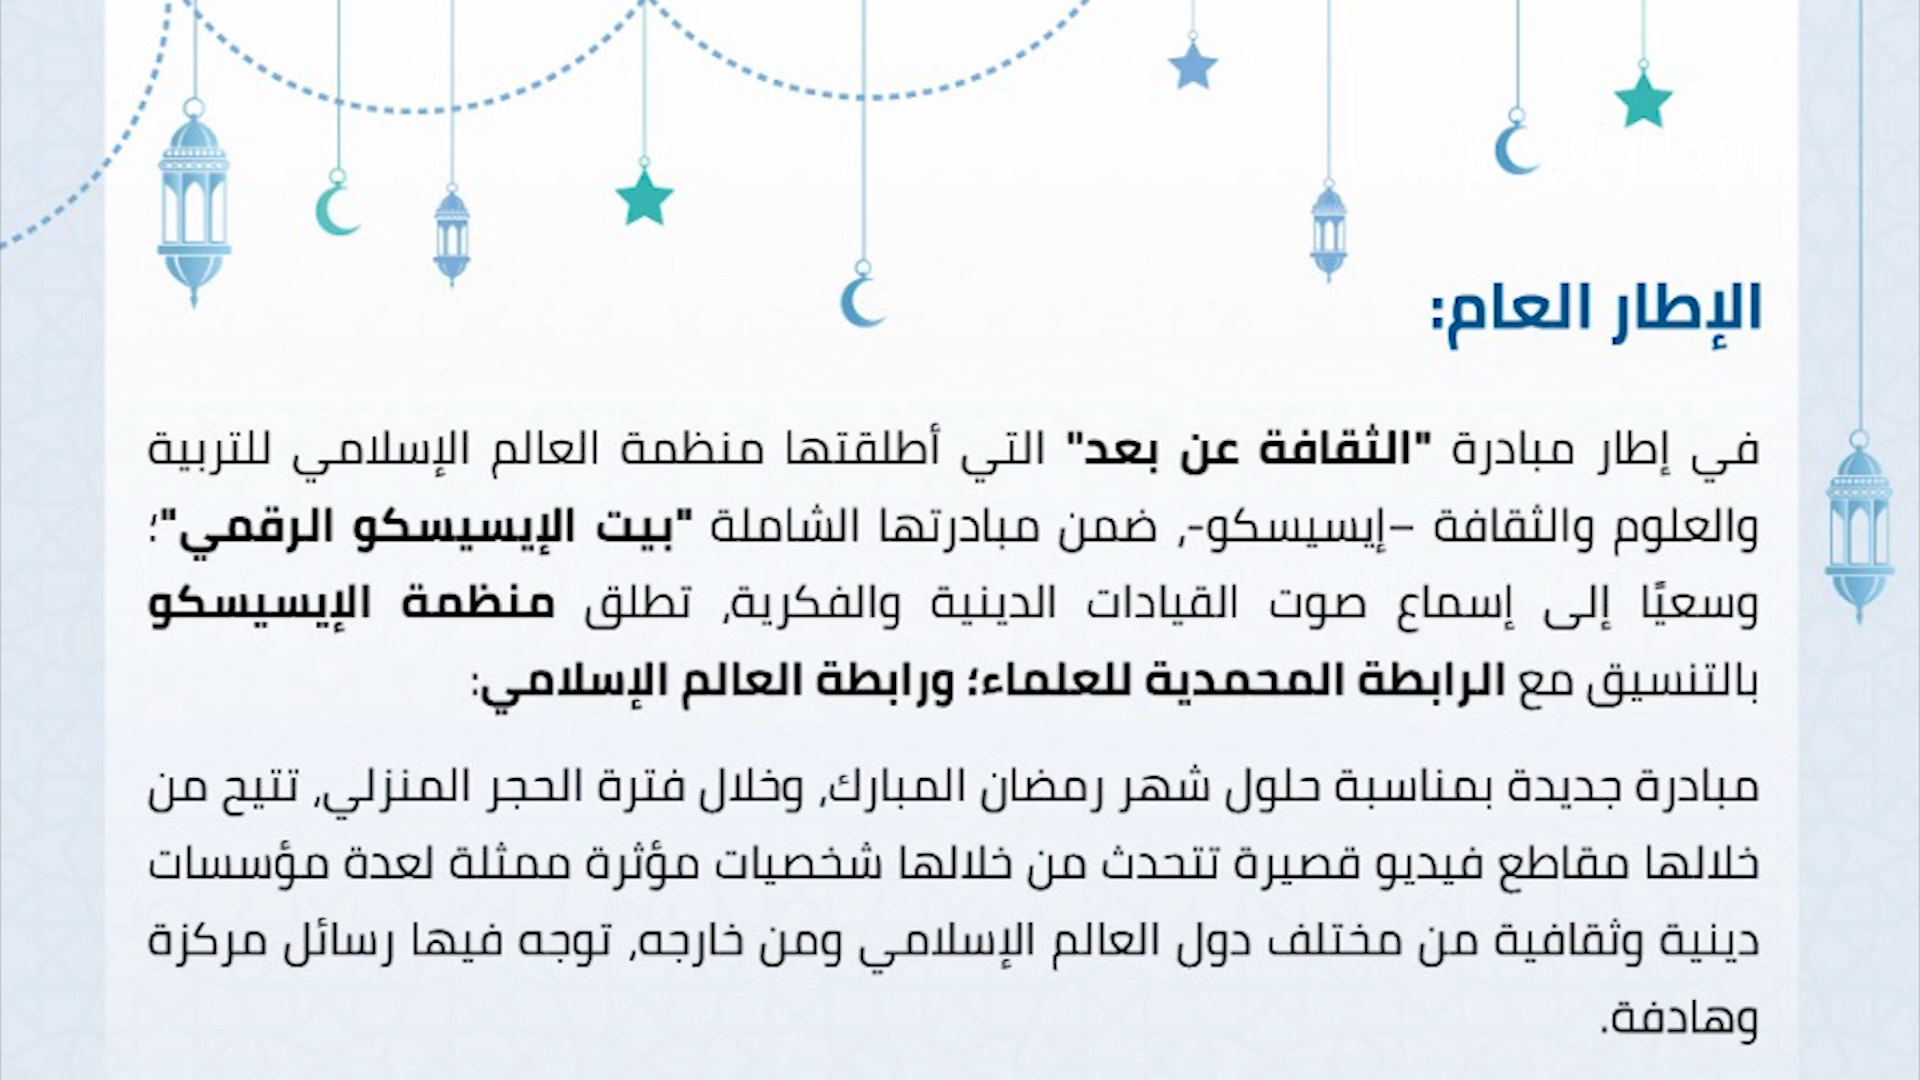 الإطار العام:
في إطار مبادرة "الثقافة عن بعد" التي أطلقتها منظمة العالم الإسلامي للتربية
والعلوم والثقافة –إيسيسكو-, ضمن مبادرتها الشاملة "بيت الإيسيسكو الرقمي"؛
وسعيًا إلى إسماع صوت القيادات الدينية والفكرية, تطلق منظمة الإيسيسكو
بالتنسيق مع الرابطة المحمدية للعلماء؛ ورابطة العالم الإسلامي:
مبادرة جديدة بمناسبة حلول شهر رمضان المبارك, وخلال فترة الحجر المنزلي, تتيح من
خلالها مقاطع فيديو قصيرة تتحدث من خلالها شخصيات مؤثرة ممثلة لعدة مؤسسات
دينية وثقافية من مختلف دول العالم الإسلامي ومن خارجه, توجه فيها رسائل مركزة
وهادفة.